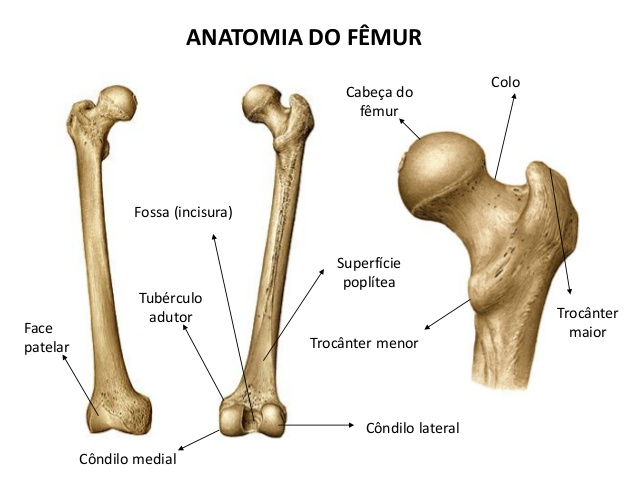 ANATOMIA DO FÊMUR
Cabeça do
fêmur
Colo
Fossa (incisura)
Superfície
poplítea
Tubérculo
adutor
Trocânter
maior
Face
patelar
Trocânter menor
Côndilo lateral
Côndilo medial